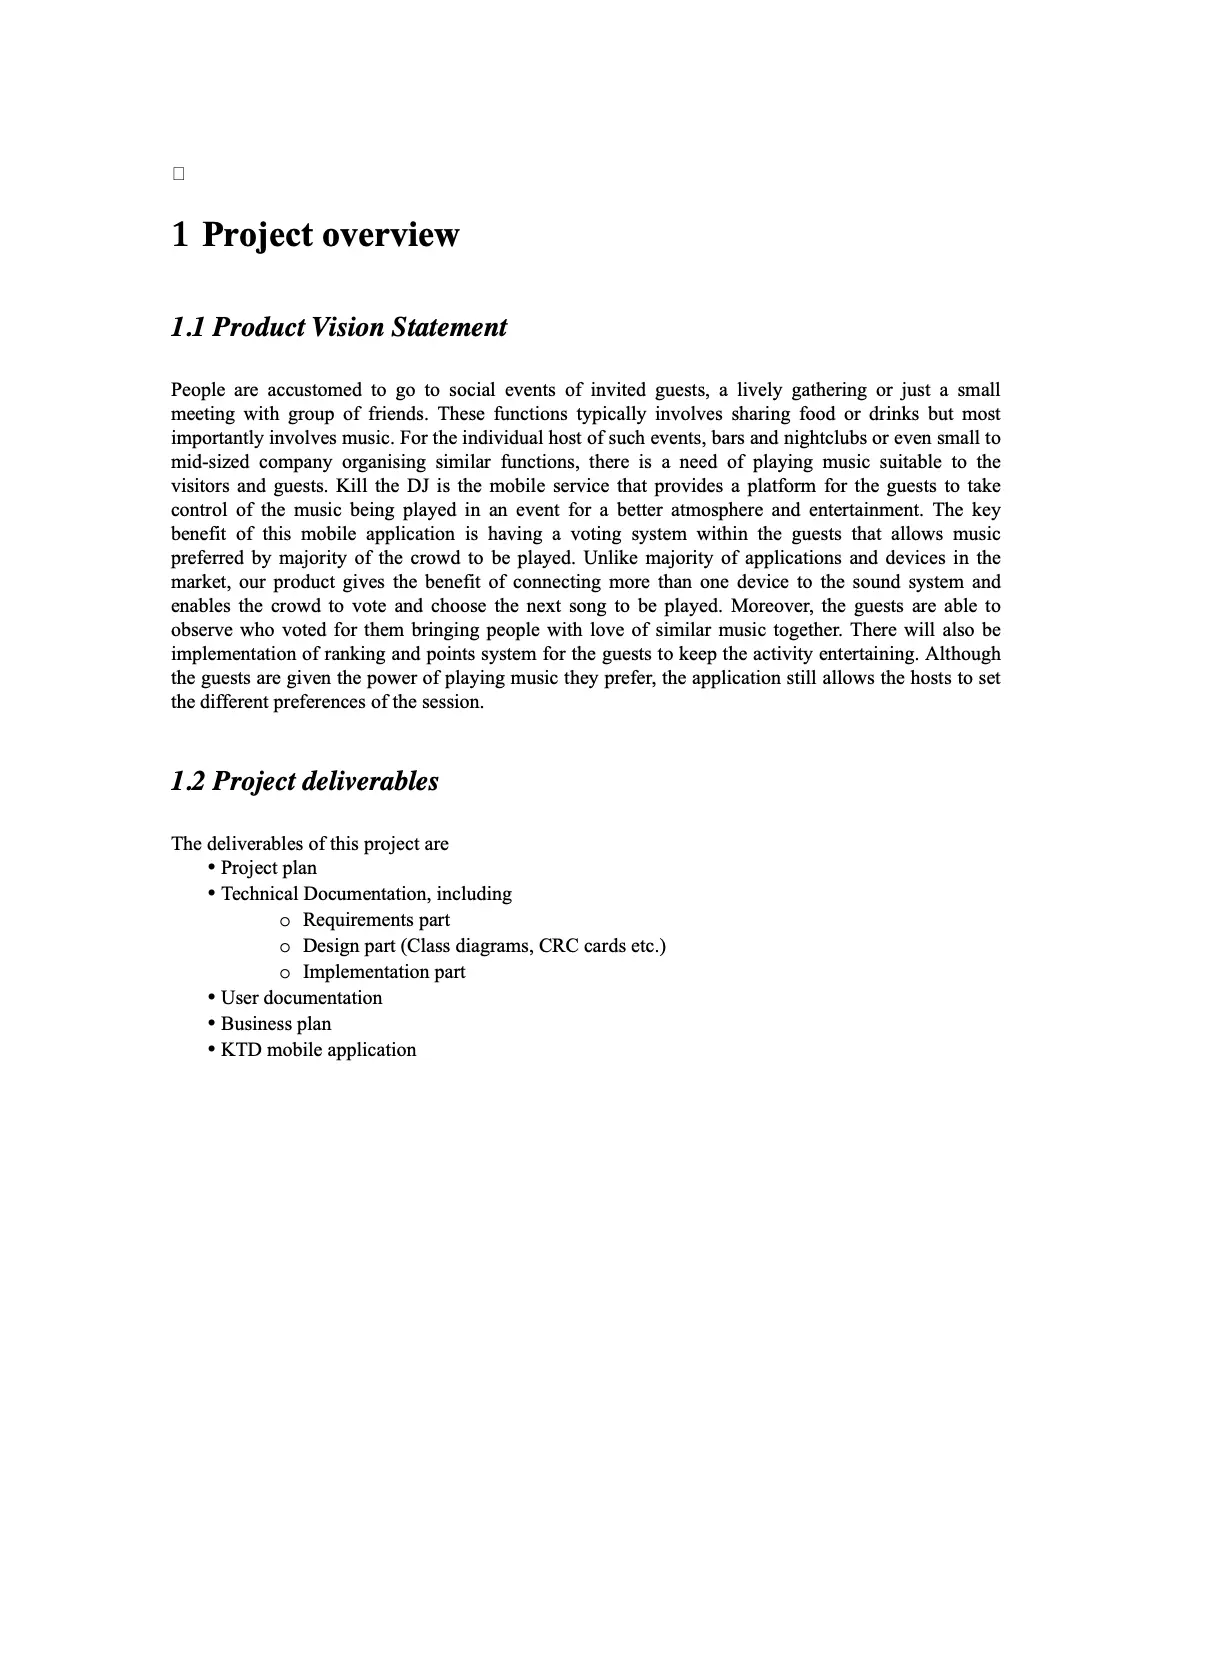 1 Project overview
1.1 Product Vision Statement
People are accustomed to go to social events of invited guests, a lively gathering or just a small
meeting with group of friends. These functions typically involves sharing food or drinks but most
importantly involves music. For the individual host of such events, bars and nightclubs or even small to
mid-sized company organising similar functions, there is a need of playing music suitable to the
visitors and guests. Kill the DJ is the mobile service that provides a platform for the guests to take
control of the music being played in an event for a better atmosphere and entertainment. The key
benefit of this mobile application is having a voting system within the guests that allows music
preferred by majority of the crowd to be played. Unlike majority of applications and devices in the
market, our product gives the benefit of connecting more than one device to the sound system and
enables the crowd to vote and choose the next song to be played. Moreover, the guests are able to
observe who voted for them bringing people with love of similar music together. There will also be
implementation of ranking and points system for the guests to keep the activity entertaining. Although
the guests are given the power of playing music they prefer, the application still allows the hosts to set
the different preferences of the session.
1.2 Project deliverables
The deliverables of this project are
• Project plan
• Technical Documentation, including
o Requirements part
o Design part (Class diagrams, CRC cards etc.)
o Implementation part
• User documentation
• Business plan
• KTD mobile application